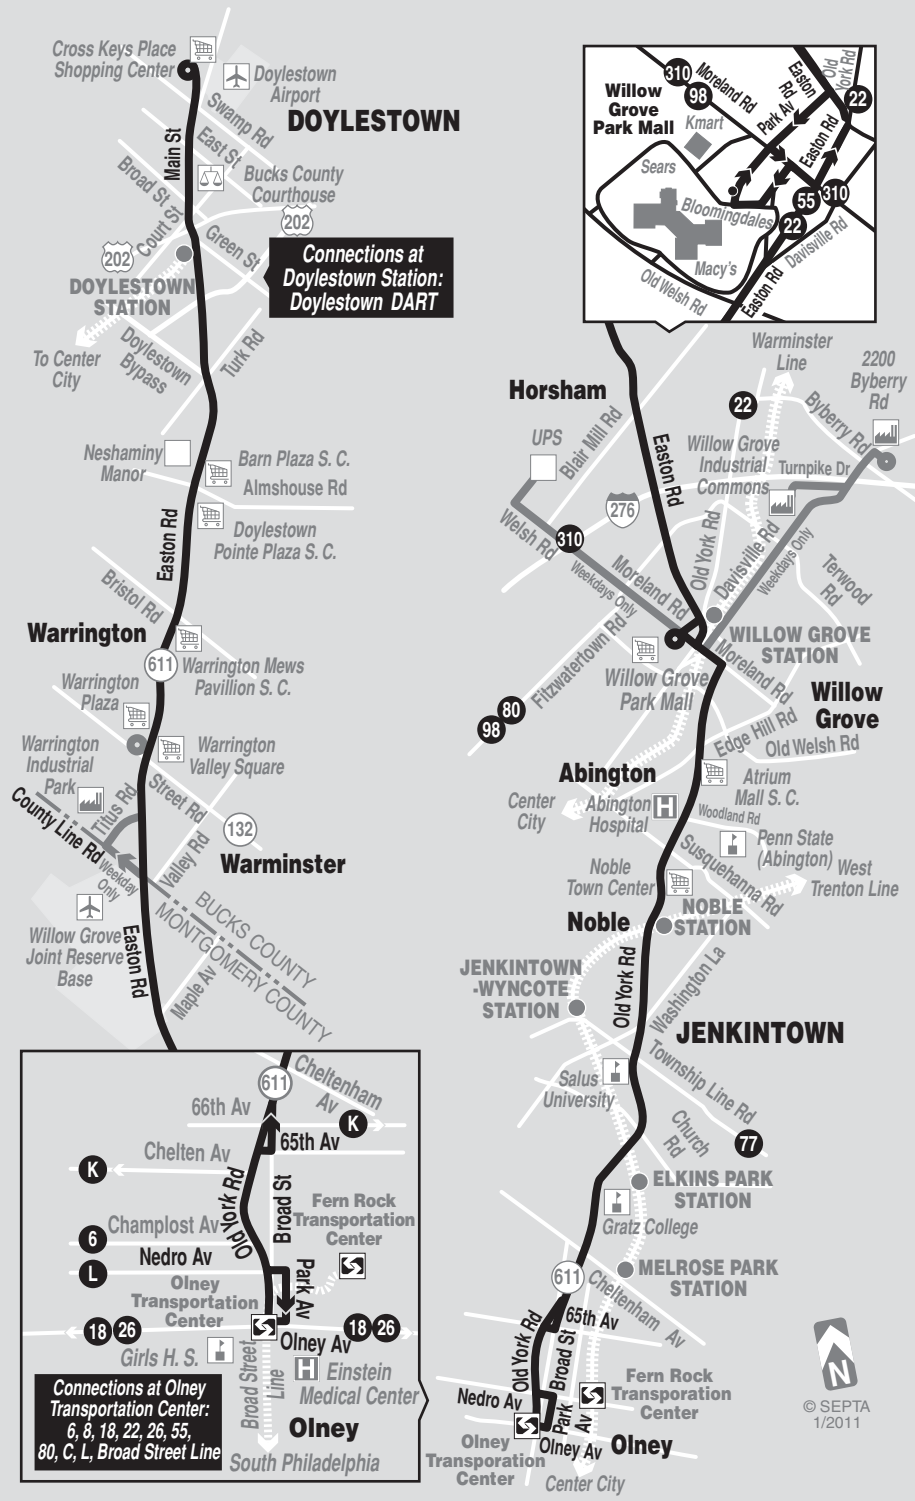 Cross Keys Place
Shopping Center
Doylestown
Airport
DOYLESTOWN
Swamp Rd
East St
Main St
Broad St
Bucks County
Courthouse
Court St
202
202
Green St
Connections at
Doylestown Station:
Doylestown DART
DOYLESTOWN
STATION
To Center
City
Doylestown
Bypass
Turk Rd
Neshaminy
Manor
Barn Plaza S. C.
Almshouse Rd
Doylestown
Pointe Plaza S. C.
Easton Rd
Bristol Rd
Warrington
611
Warrington Mews
Pavillion S. C.
Warrington
Plaza
Warrington
Industrial
Park
Warrington
Valley Square
Titus Rd
Street Rd
County Line Rd
132
Warminster
Weekday
Only
Valley Rd
BUCKS COUNTY
MONTGOMERY COUNTY
Willow Grove
Joint Reserve
Base
Easton Rd
Maple Av
310
98
Moreland Rd
Willow
Grove
Park Mall
Kmart
Easton
Rd
Old
York Rd
22
Park Av
Easton Rd
Sears
Bloomingdales
55
310
22
Macy's
Davisville Rd
Old Welsh Rd
Easton Rd
Warminster
Line
2200
Byberry
Rd
Horsham
22
Byberry Rd
UPS
Blair Mill Rd
Easton Rd
Willow Grove
Industrial
Commons
Turnpike Dr
276
Welsh Rd
310
Weekdays Only
Moreland Rd
Old York Rd
Davisville Rd
Weekdays Only
Terwood
Rd
WILLOW GROVE
STATION
Fitzwatertown Rd
Willow Grove
Park Mall
Moreland Rd
Willow
Grove
80
98
Edge Hill Rd
Old Welsh Rd
Abington
Atrium
Mall S. C.
Center
City
Abington
Hospital
H
Woodland Rd
Penn State
(Abington)
Susquehanna Rd
West
Trenton Line
Noble
Town Center
Noble
NOBLE
STATION
Old York Rd
JENKINTOWN
-WYNCOTE
STATION
Washington La
JENKINTOWN
Salus
University
Township Line Rd
Church
Rd
77
ELKINS PARK
STATION
Gratz College
MELROSE PARK
STATION
611
Cheltenham
Av
65th Av
Old York Rd
Broad St
Nedro Av
Park
Av
Fern Rock
Transporation
Center
Olney
Transporation
Center
Olney Av
Olney
Center City
N
© SEPTA
1/2011
611
Cheltenham
Av
66th Av
K
65th Av
Chelten Av
K
Old York Rd
Broad St
Fern Rock
Transportation
Center
Champlost Av
6
Nedro Av
L
Park Av
Olney
Transportation
Center
18 26
18 26
Olney Av
Girls H. S.
Broad Street
Line
H
Einstein
Medical Center
Connections at Olney
Transportation Center:
6, 8, 18, 22, 26, 55,
80, C, L, Broad Street Line
Olney
South Philadelphia